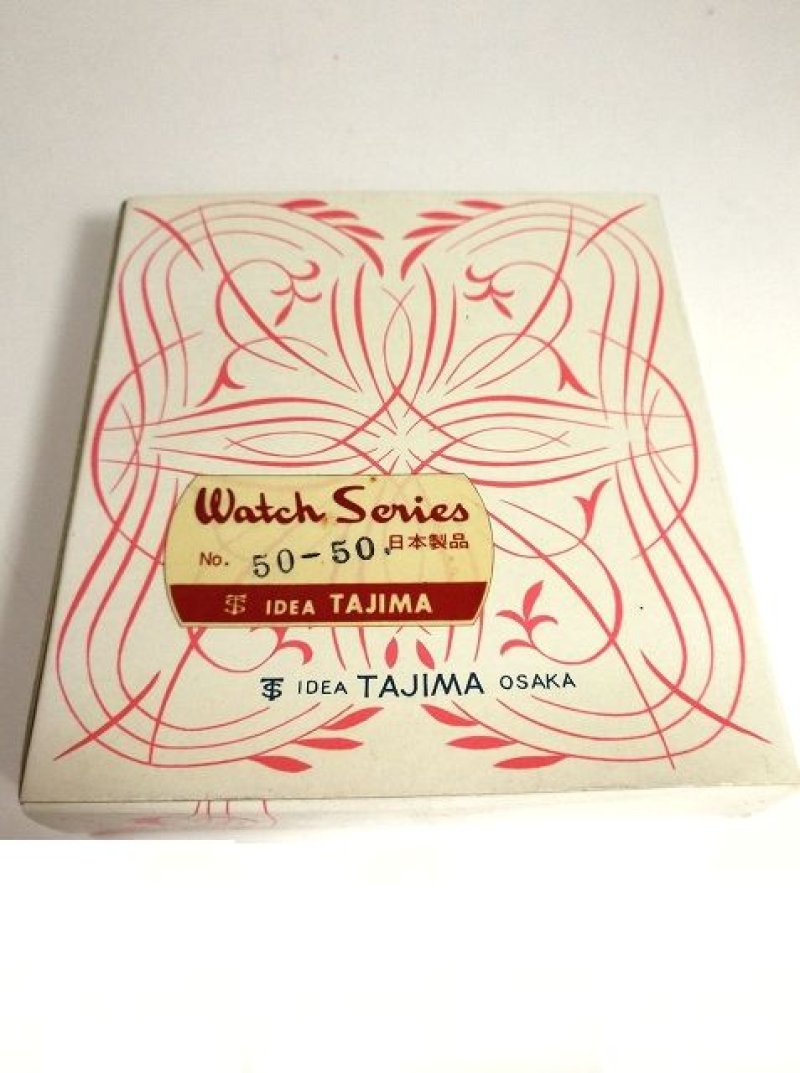 Watch Series
No. 50-50. 日本製品
IDEA TAJIMA
IDEA TAJIMA OSAKA